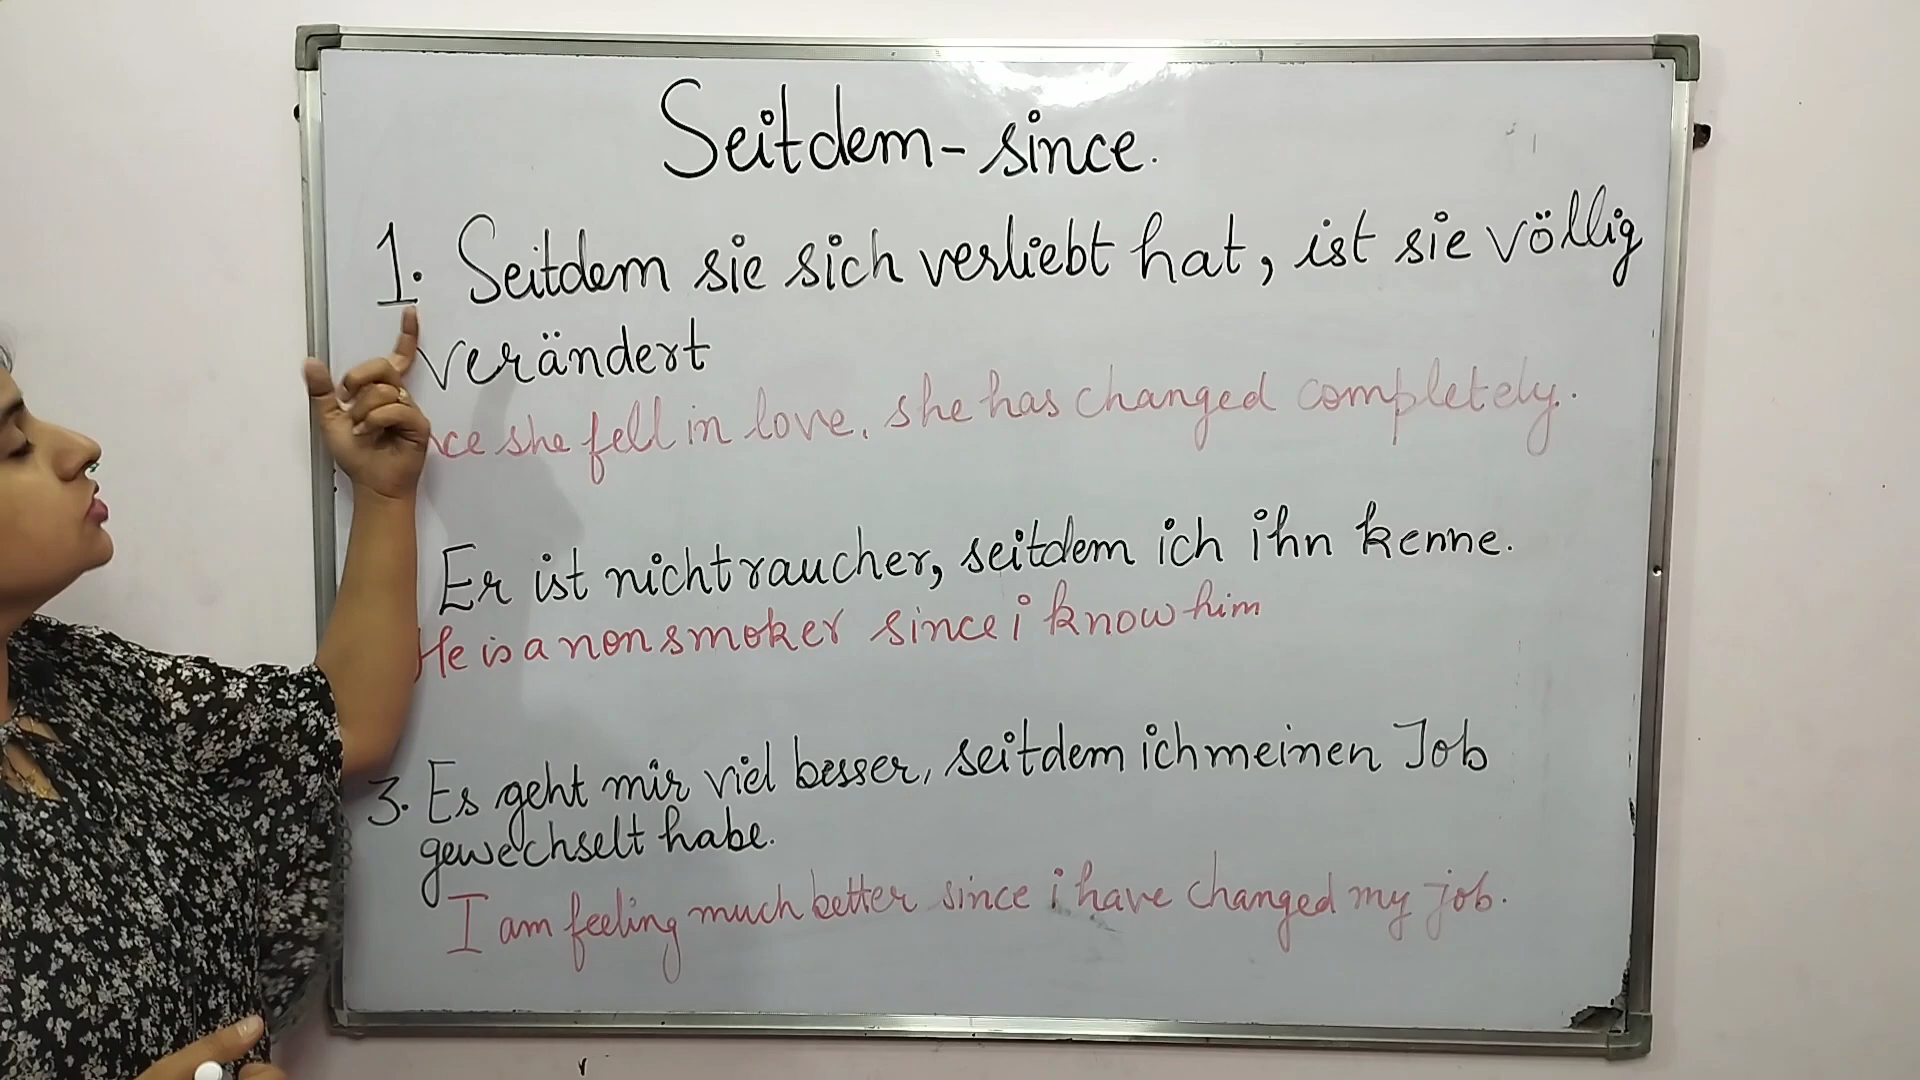 Seitdem - since.
1. Seitdem sie sich verliebt hat, ist sie völlig
verändert
she fell in love, she has changed completely.
Er ist nichtraucher, seitdem ich ihn kenne.
He is a non smoker since i know him
3. Es geht mir viel besser, seitdem ich meinen Job
gewechselt habe.
I am feeling much better since i have changed my job.